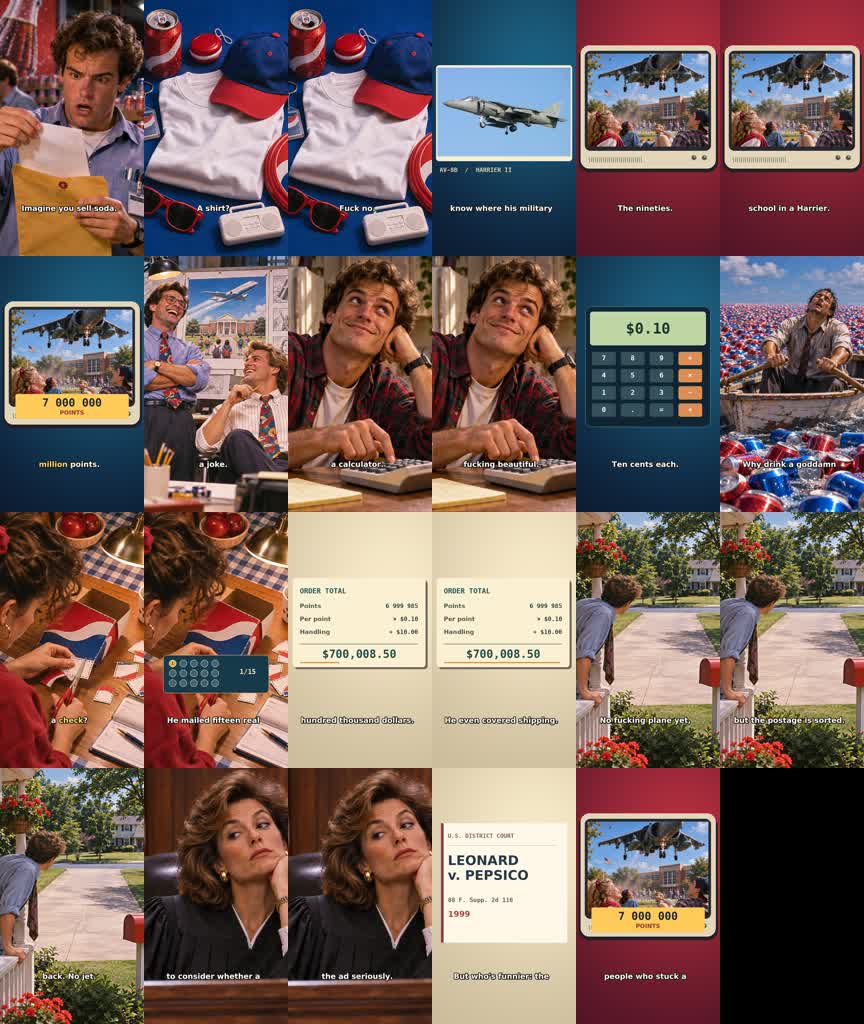 Imagine you sell soda.
A shirt?
Fuck no.
AV-8B / HARRIER II
know where his military
The nineties.
school in a Harrier.
7 000 000
POINTS
million points.
a joke.
a calculator.
fucking beautiful.
$0.10
7 8 9 ÷
4 5 6 ×
1 2 3 −
0 . = +
Ten cents each.
Why drink a goddamn
a check?
1/15
He mailed fifteen real
ORDER TOTAL
Points 6 999 985
Per point × $0.10
Handling + $10.00
$700,008.50
hundred thousand dollars.
ORDER TOTAL
Points 6 999 985
Per point × $0.10
Handling + $10.00
$700,008.50
He even covered shipping.
No fucking plane yet,
but the postage is sorted.
back. No jet.
to consider whether a
the ad seriously.
U.S. DISTRICT COURT
LEONARD
v. PEPSICO
88 F. Supp. 2d 116
1999
But who's funnier: the
7 000 000
POINTS
people who stuck a